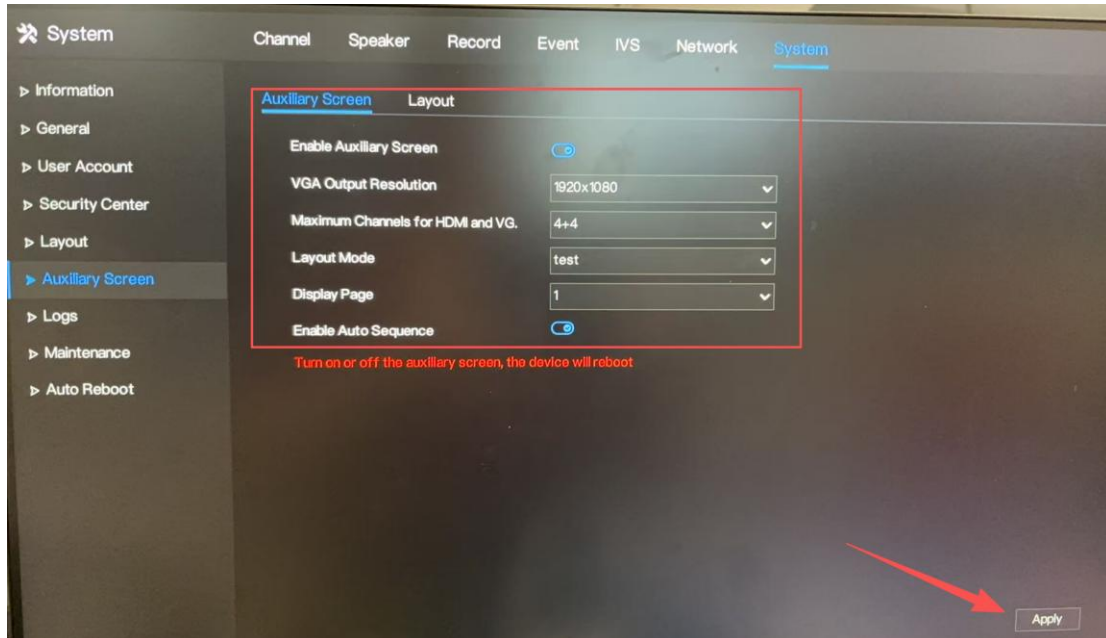 System
Channel Speaker Record Event IVS Network System
Information
General
User Account
Security Center
Layout
Auxiliary Screen
Logs
Maintenance
Auto Reboot
Auxiliary Screen Layout
Enable Auxiliary Screen
VGA Output Resolution 1920x1080
Maximum Channels for HDMI and VG. 4+4
Layout Mode test
Display Page 1
Enable Auto Sequence
Turn on or off the auxillary screen, the device will reboot
Apply